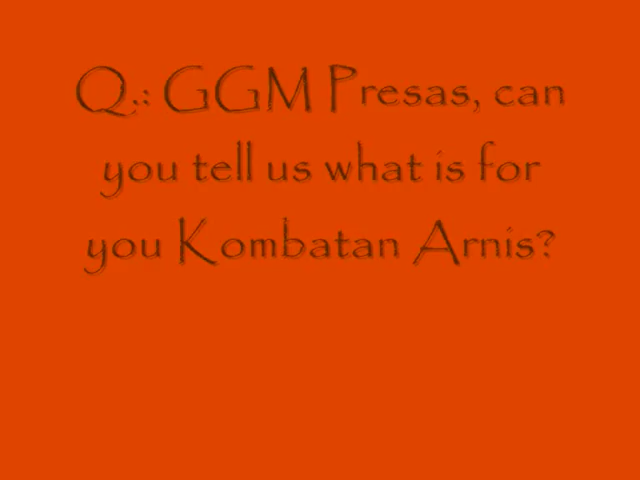 Q.: GGM Presas, can
you tell us what is for
you Kombatan Arnis?